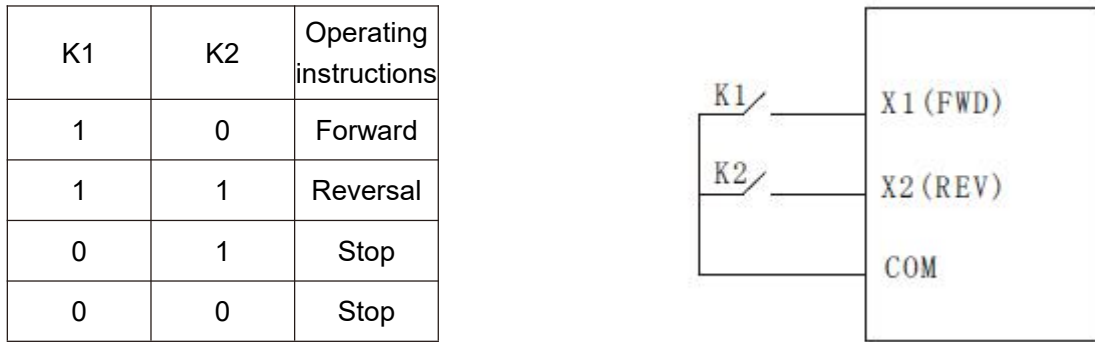 K1 K2 Operating
instructions
1 0 Forward
1 1 Reversal
0 1 Stop
0 0 Stop
K1 X1(FWD)
K2 X2(REV)
COM